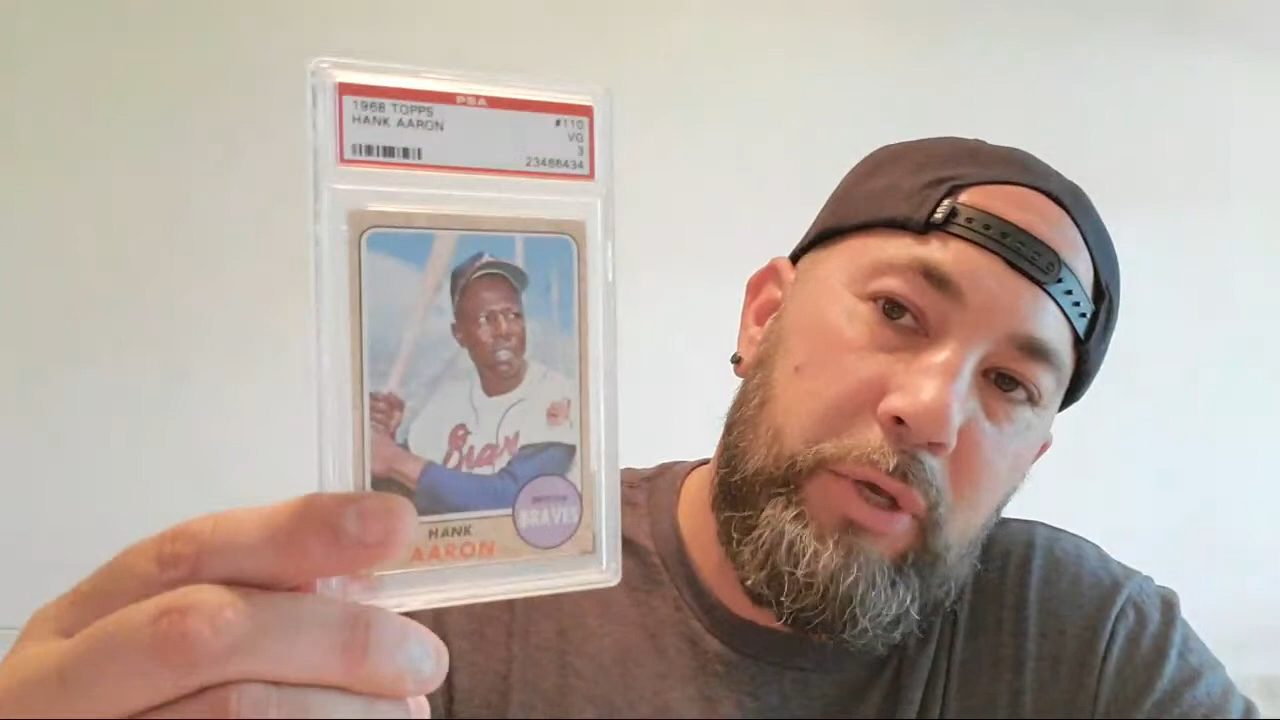 PSA
1968 TOPPS
HANK AARON
#110
VG
3
23466434
Braves
BRAVES
HANK
AARON